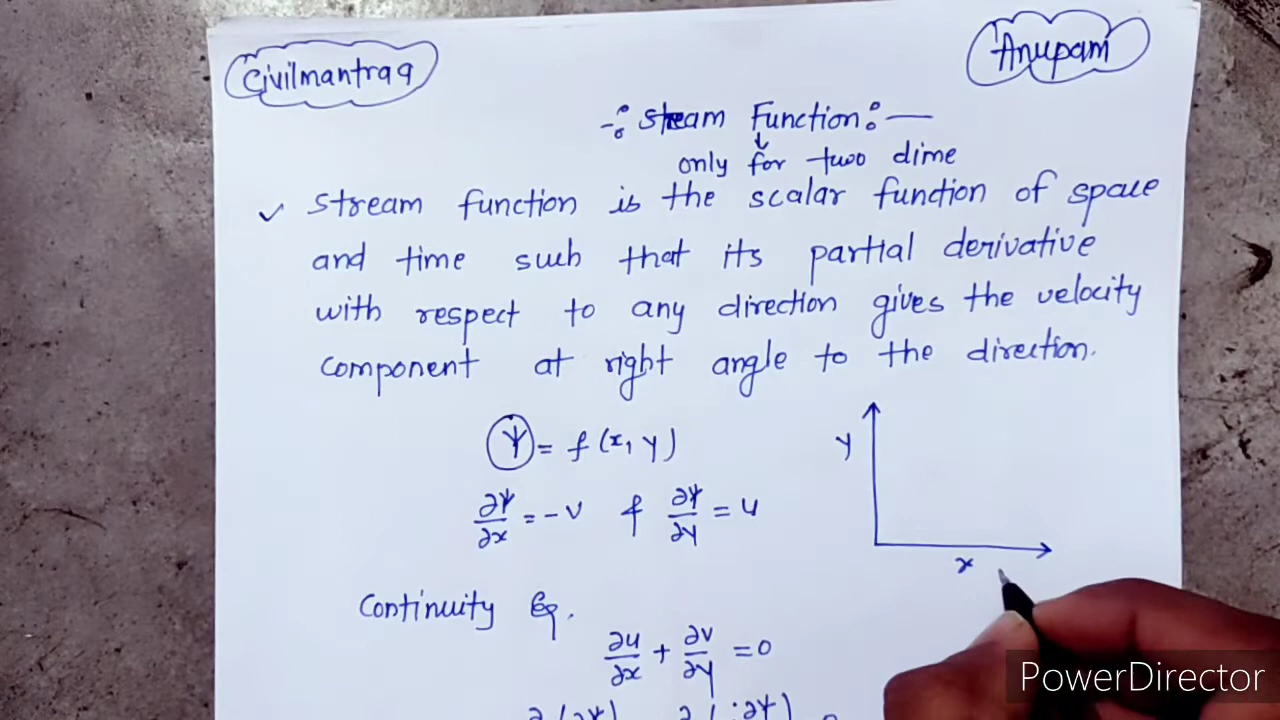 Civilmantra9
Anupam
-: Stream Function :-
only for two dime
✓ Stream function is the scalar function of space
and time such that its partial derivative
with respect to any direction gives the velocity
component at right angle to the direction.
ψ = f (x, y)
∂ψ/∂x = -v & ∂ψ/∂y = u
y
x
Continuity Eq.
∂u/∂x + ∂v/∂y = 0
PowerDirector